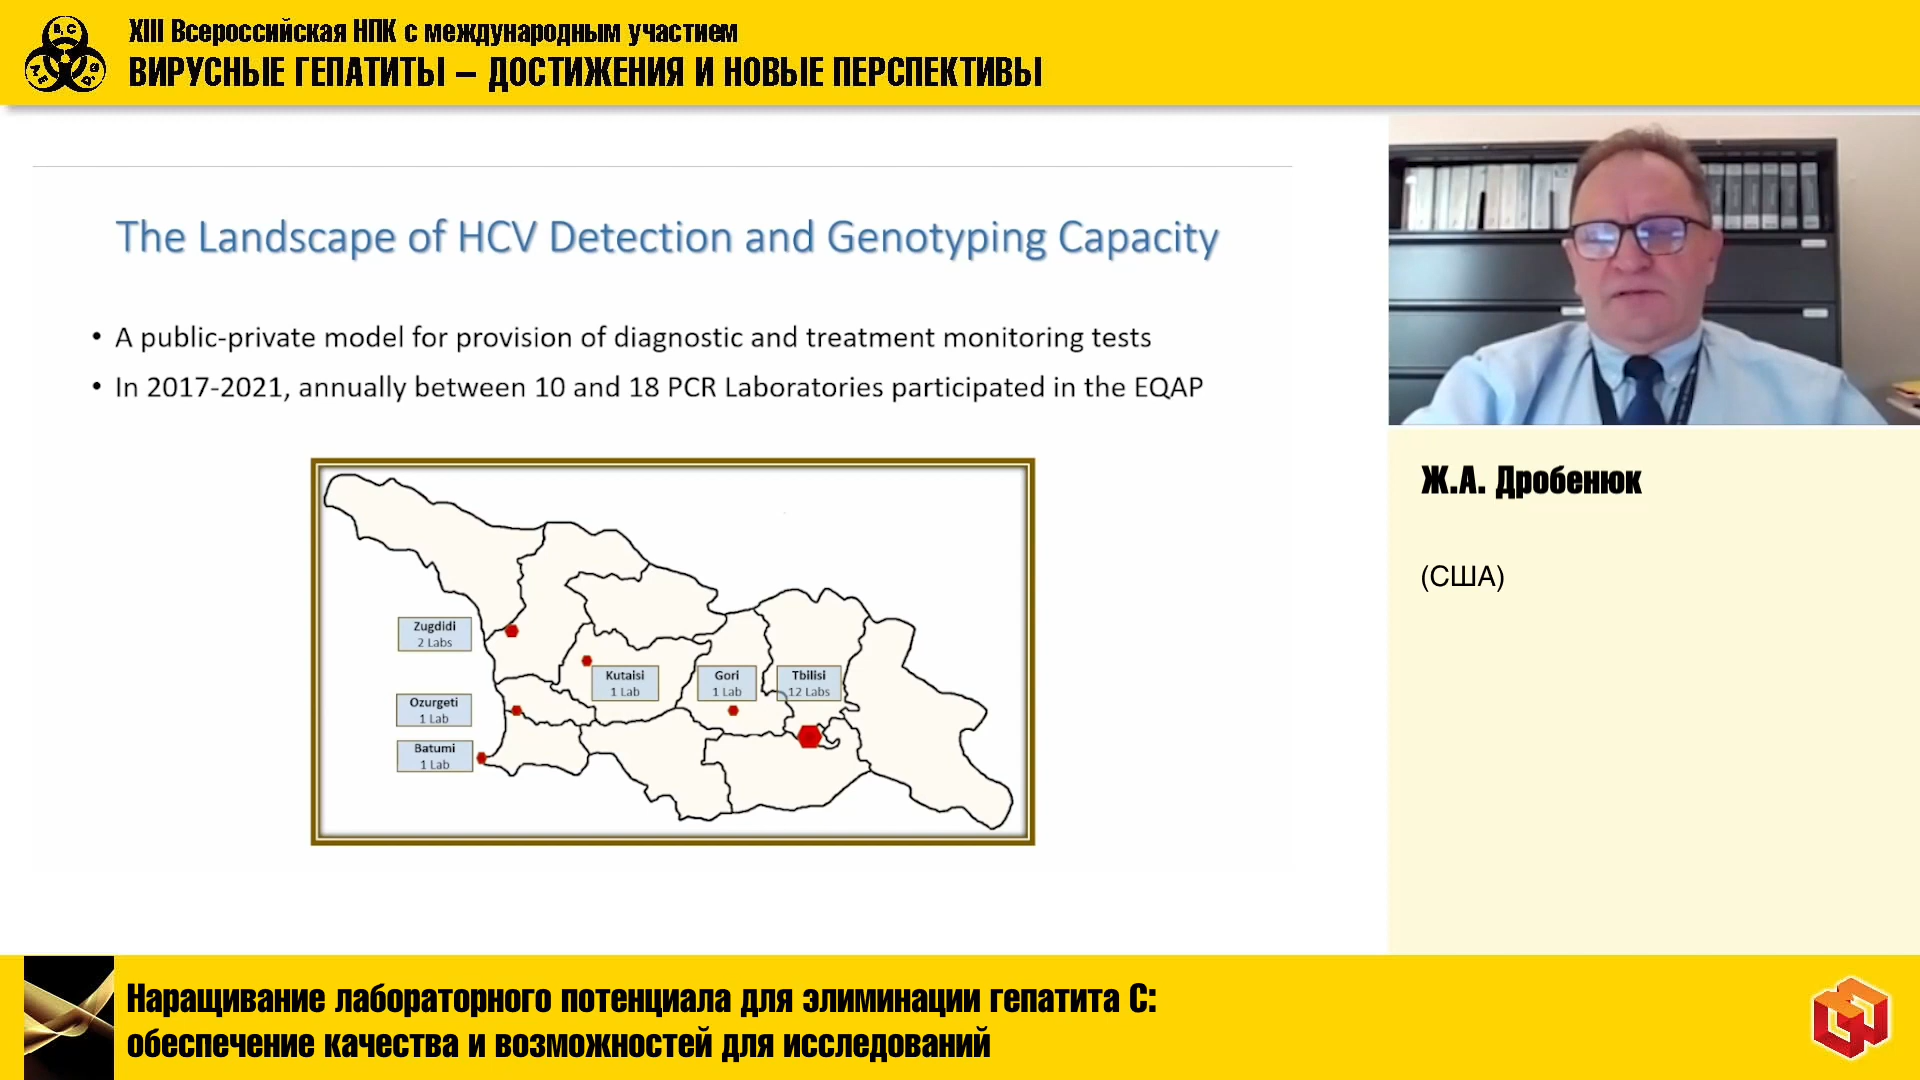 XIII Всероссийская НПК с международным участием
ВИРУСНЫЕ ГЕПАТИТЫ – ДОСТИЖЕНИЯ И НОВЫЕ ПЕРСПЕКТИВЫ
The Landscape of HCV Detection and Genotyping Capacity
• A public-private model for provision of diagnostic and treatment monitoring tests
• In 2017-2021, annually between 10 and 18 PCR Laboratories participated in the EQAP
Zugdidi
2 Labs
Kutaisi
1 Lab
Gori
1 Lab
Tbilisi
12 Labs
Ozurgeti
1 Lab
Batumi
1 Lab
Ж.А. Дробенюк
(США)
Наращивание лабораторного потенциала для элиминации гепатита С:
обеспечение качества и возможностей для исследований